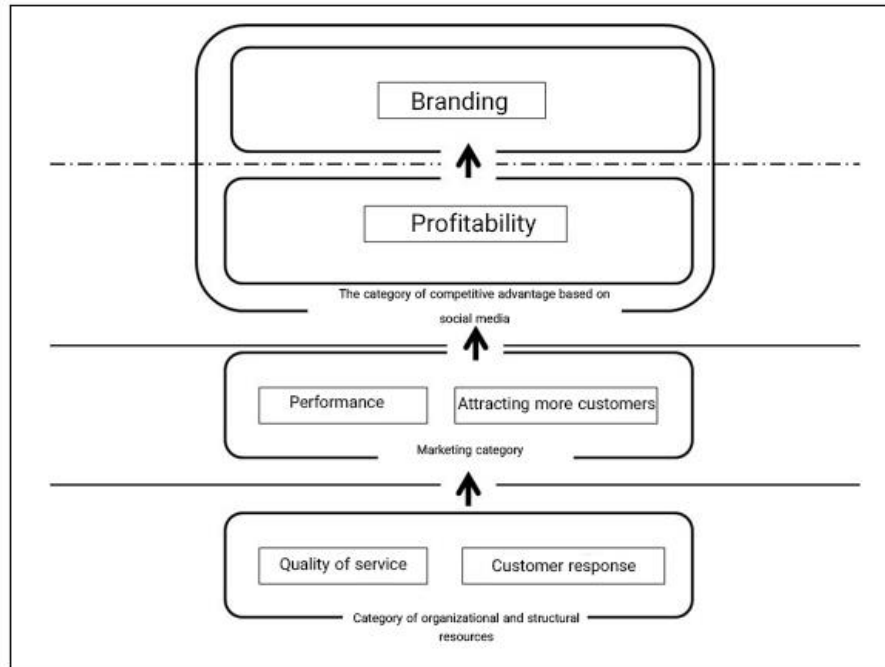 Branding
Profitability
The category of competitive advantage based on
social media
Performance
Attracting more customers
Marketing category
Quality of service
Customer response
Category of organizational and structural
resources